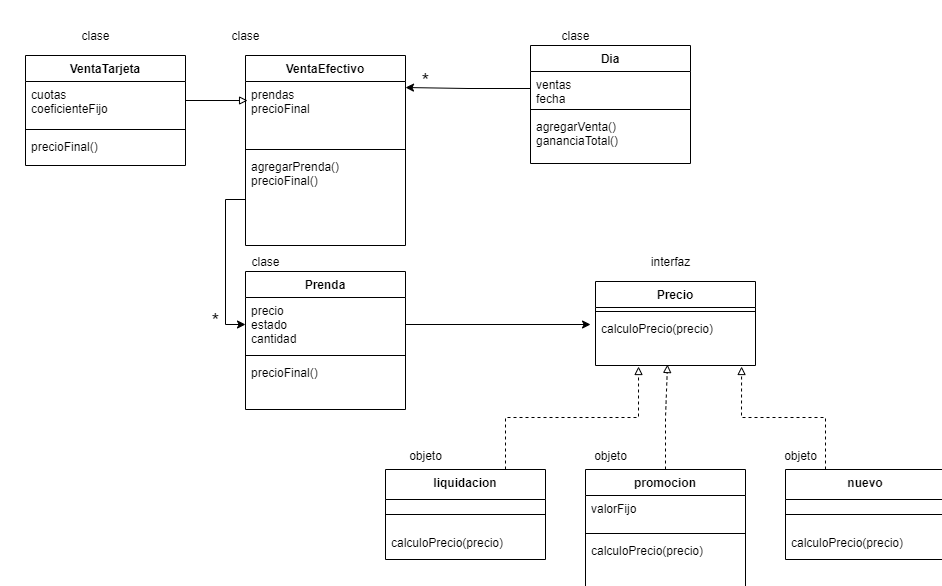 clase
clase
clase
VentaTarjeta
cuotas
coeficienteFijo
precioFinal()
VentaEfectivo
prendas
precioFinal
agregarPrenda()
precioFinal()
*
Dia
ventas
fecha
agregarVenta()
gananciaTotal()
clase
Prenda
*
precio
estado
cantidad
precioFinal()
interfaz
Precio
calculoPrecio(precio)
objeto
liquidacion
calculoPrecio(precio)
objeto
promocion
valorFijo
calculoPrecio(precio)
objeto
nuevo
calculoPrecio(precio)